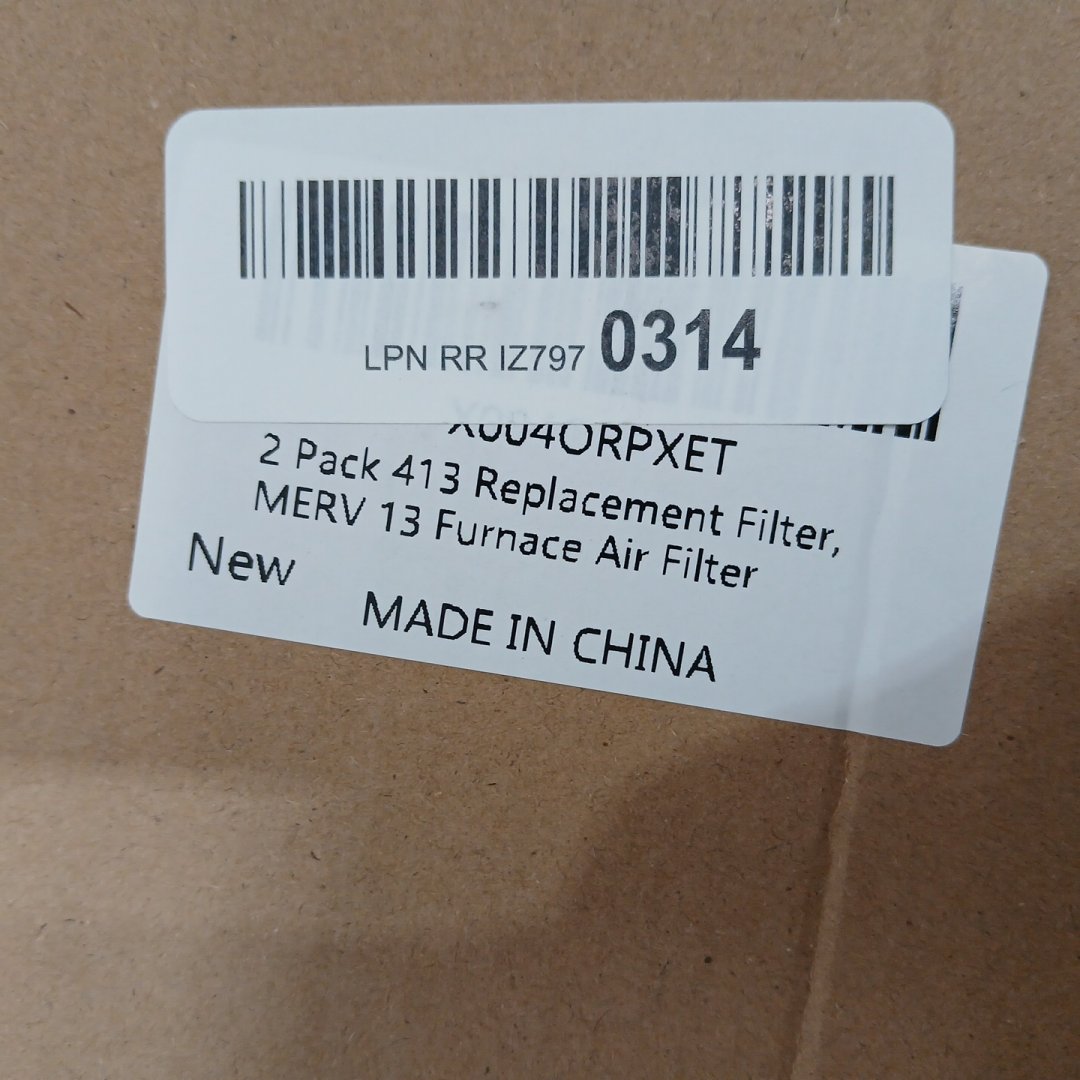 LPN RR IZ797 0314
X004ORPXET
2 Pack 413 Replacement Filter,
MERV 13 Furnace Air Filter
New
MADE IN CHINA